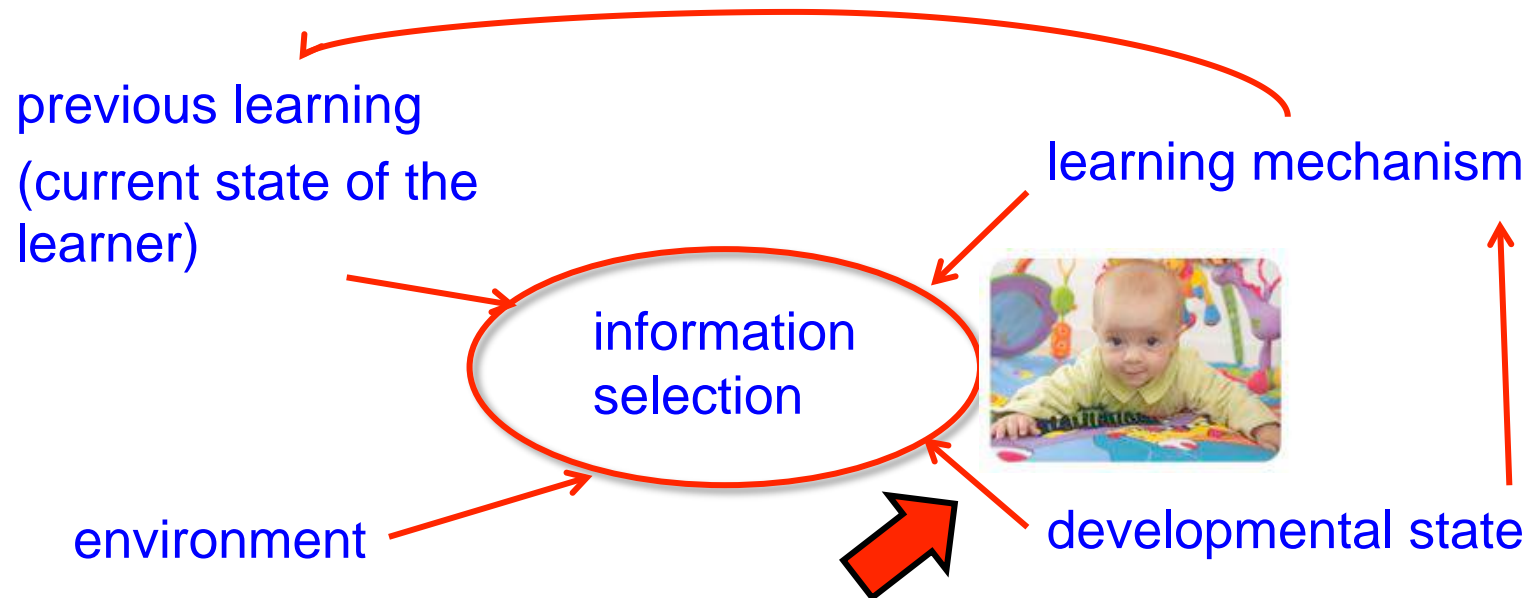 previous learning
(current state of the
learner)
learning mechanism
information
selection
environment
developmental state